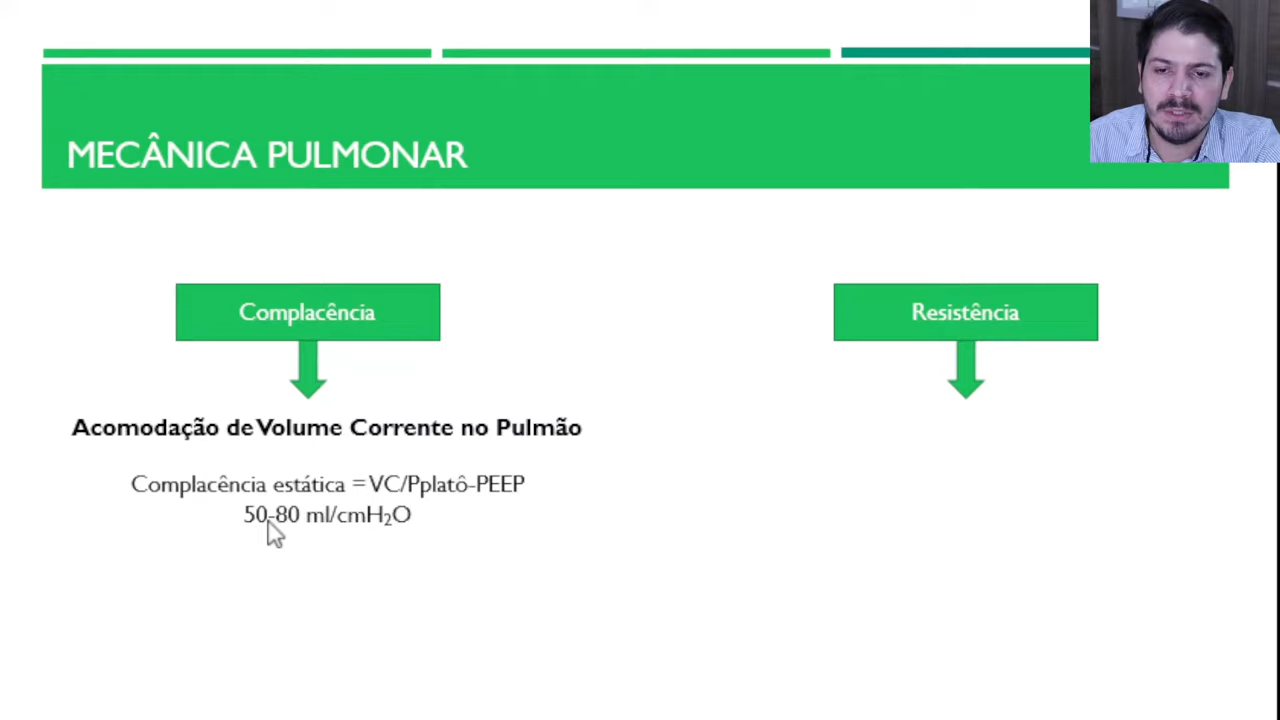 MECÂNICA PULMONAR
Complacência
Resistência
Acomodação de Volume Corrente no Pulmão
Complacência estática = VC/Pplatô-PEEP
50-80 ml/cmH₂O